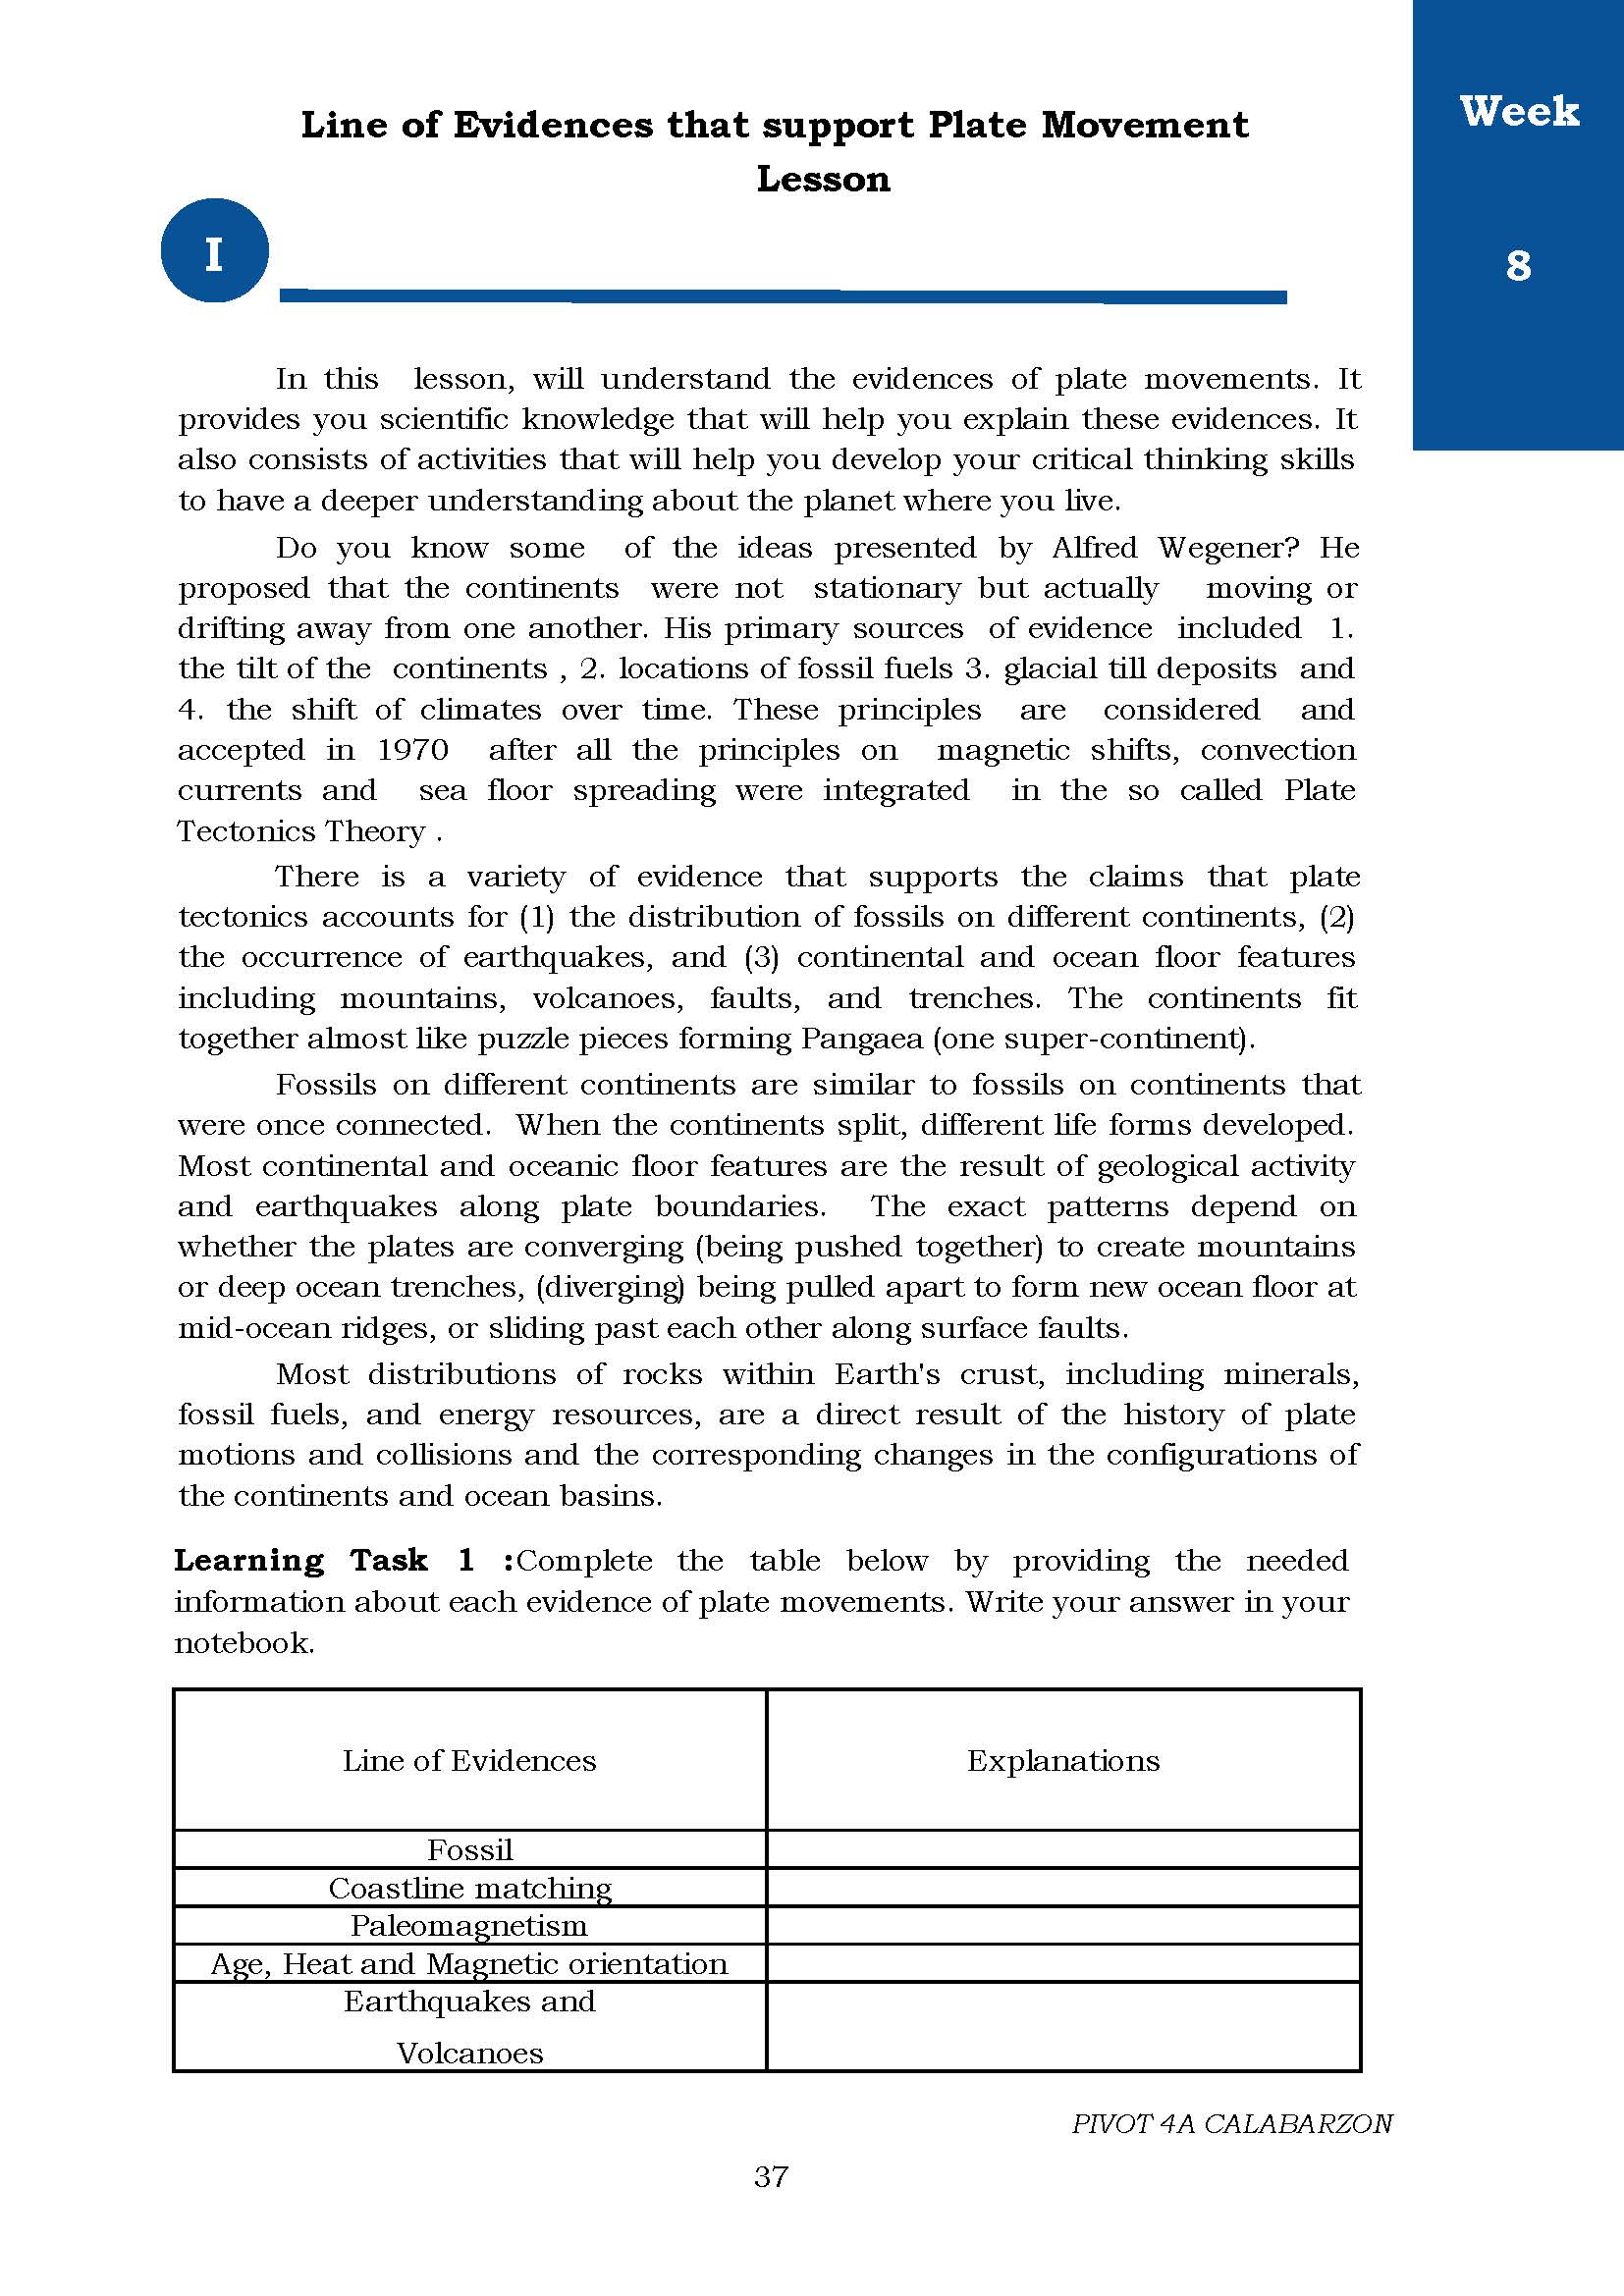 Line of Evidences that support Plate Movement
Lesson
Week
8
I
In this lesson, will understand the evidences of plate movements. It
provides you scientific knowledge that will help you explain these evidences. It
also consists of activities that will help you develop your critical thinking skills
to have a deeper understanding about the planet where you live.
Do you know some of the ideas presented by Alfred Wegener? He
proposed that the continents were not stationary but actually moving or
drifting away from one another. His primary sources of evidence included 1.
the tilt of the continents , 2. locations of fossil fuels 3. glacial till deposits and
4. the shift of climates over time. These principles are considered and
accepted in 1970 after all the principles on magnetic shifts, convection
currents and sea floor spreading were integrated in the so called Plate
Tectonics Theory .
There is a variety of evidence that supports the claims that plate
tectonics accounts for (1) the distribution of fossils on different continents, (2)
the occurrence of earthquakes, and (3) continental and ocean floor features
including mountains, volcanoes, faults, and trenches. The continents fit
together almost like puzzle pieces forming Pangaea (one super-continent).
Fossils on different continents are similar to fossils on continents that
were once connected. When the continents split, different life forms developed.
Most continental and oceanic floor features are the result of geological activity
and earthquakes along plate boundaries. The exact patterns depend on
whether the plates are converging (being pushed together) to create mountains
or deep ocean trenches, (diverging) being pulled apart to form new ocean floor at
mid-ocean ridges, or sliding past each other along surface faults.
Most distributions of rocks within Earth's crust, including minerals,
fossil fuels, and energy resources, are a direct result of the history of plate
motions and collisions and the corresponding changes in the configurations of
the continents and ocean basins.
Learning Task 1 :Complete the table below by providing the needed
information about each evidence of plate movements. Write your answer in your
notebook.
Line of Evidences
Explanations
Fossil
Coastline matching
Paleomagnetism
Age, Heat and Magnetic orientation
Earthquakes and
Volcanoes
PIVOT 4A CALABARZON
37